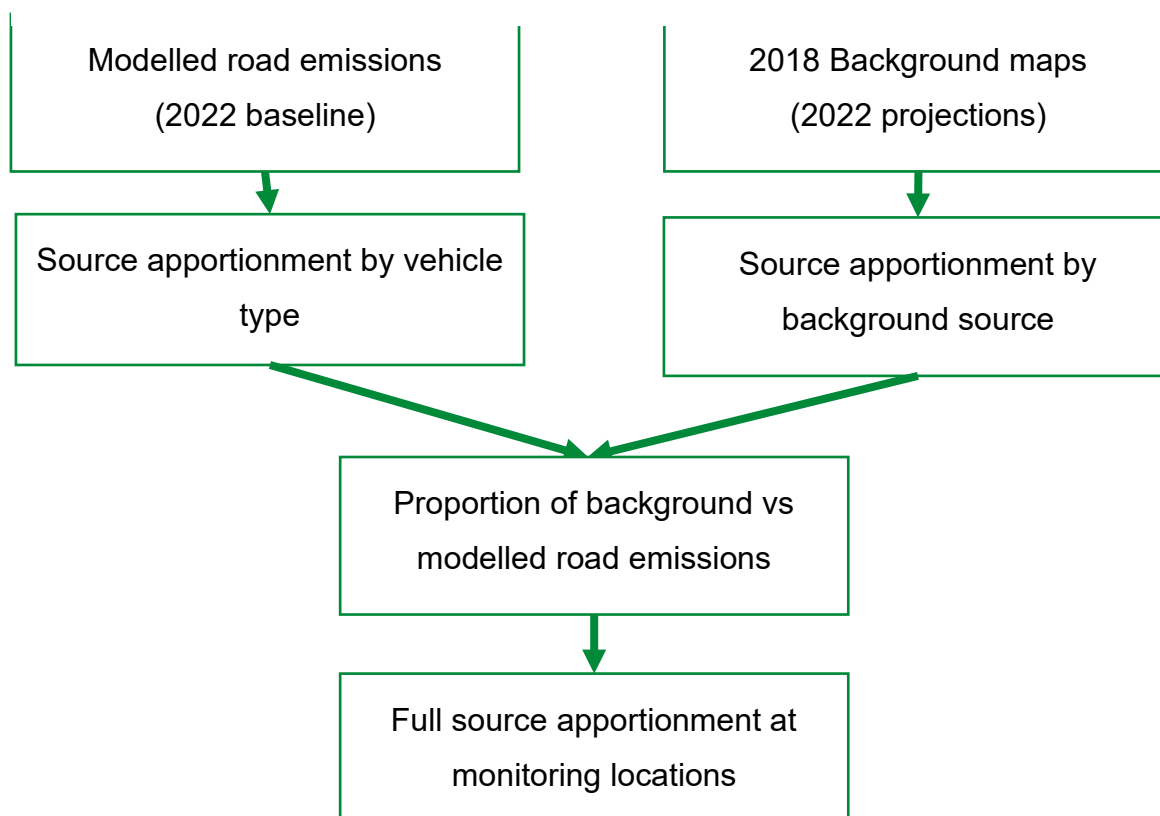 Modelled road emissions
(2022 baseline)
2018 Background maps
(2022 projections)
Source apportionment by vehicle
type
Source apportionment by
background source
Proportion of background vs
modelled road emissions
Full source apportionment at
monitoring locations